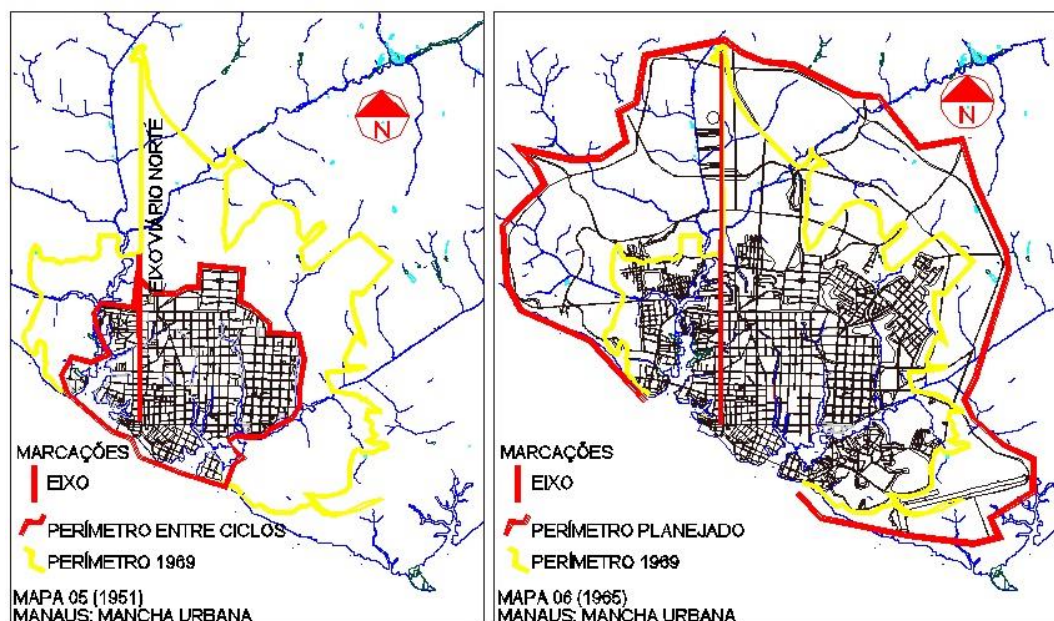 N
EIXO VIÁRIO NORTE
MARCAÇÕES
EIXO
PERÍMETRO ENTRE CICLOS
PERÍMETRO 1969
MAPA 05 (1951)
MANAUS: MANCHA URBANA
N
MARCAÇÕES
EIXO
PERÍMETRO PLANEJADO
PERÍMETRO 1969
MAPA 06 (1965)
MANAUS: MANCHA URBANA